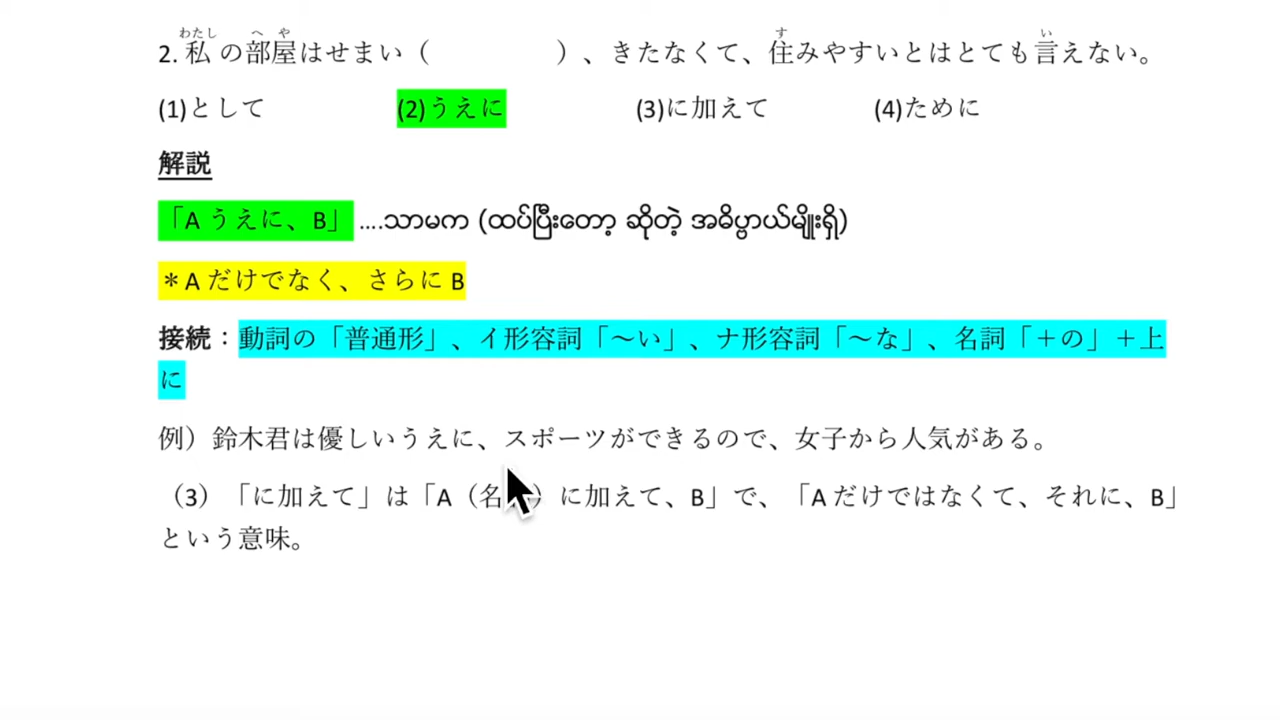 わたし へ や す い
2. 私の部屋はせまい（ ）、きたなくて、住みやすいとはとても言えない。
(1)として (2)うえに (3)に加えて (4)ために
解説
「A うえに、B」 ....သာမက (ထပ်ပြီးတော့ ဆိုတဲ့ အဓိပ္ပာယ်မျိုးရှိ)
＊A だけでなく、さらに B
接続：動詞の「普通形」、イ形容詞「～い」、ナ形容詞「～な」、名詞「＋の」＋上
に
例）鈴木君は優しいうえに、スポーツができるので、女子から人気がある。
（3）「に加えて」は「A（名 ）に加えて、B」で、「A だけではなくて、それに、B」
という意味。